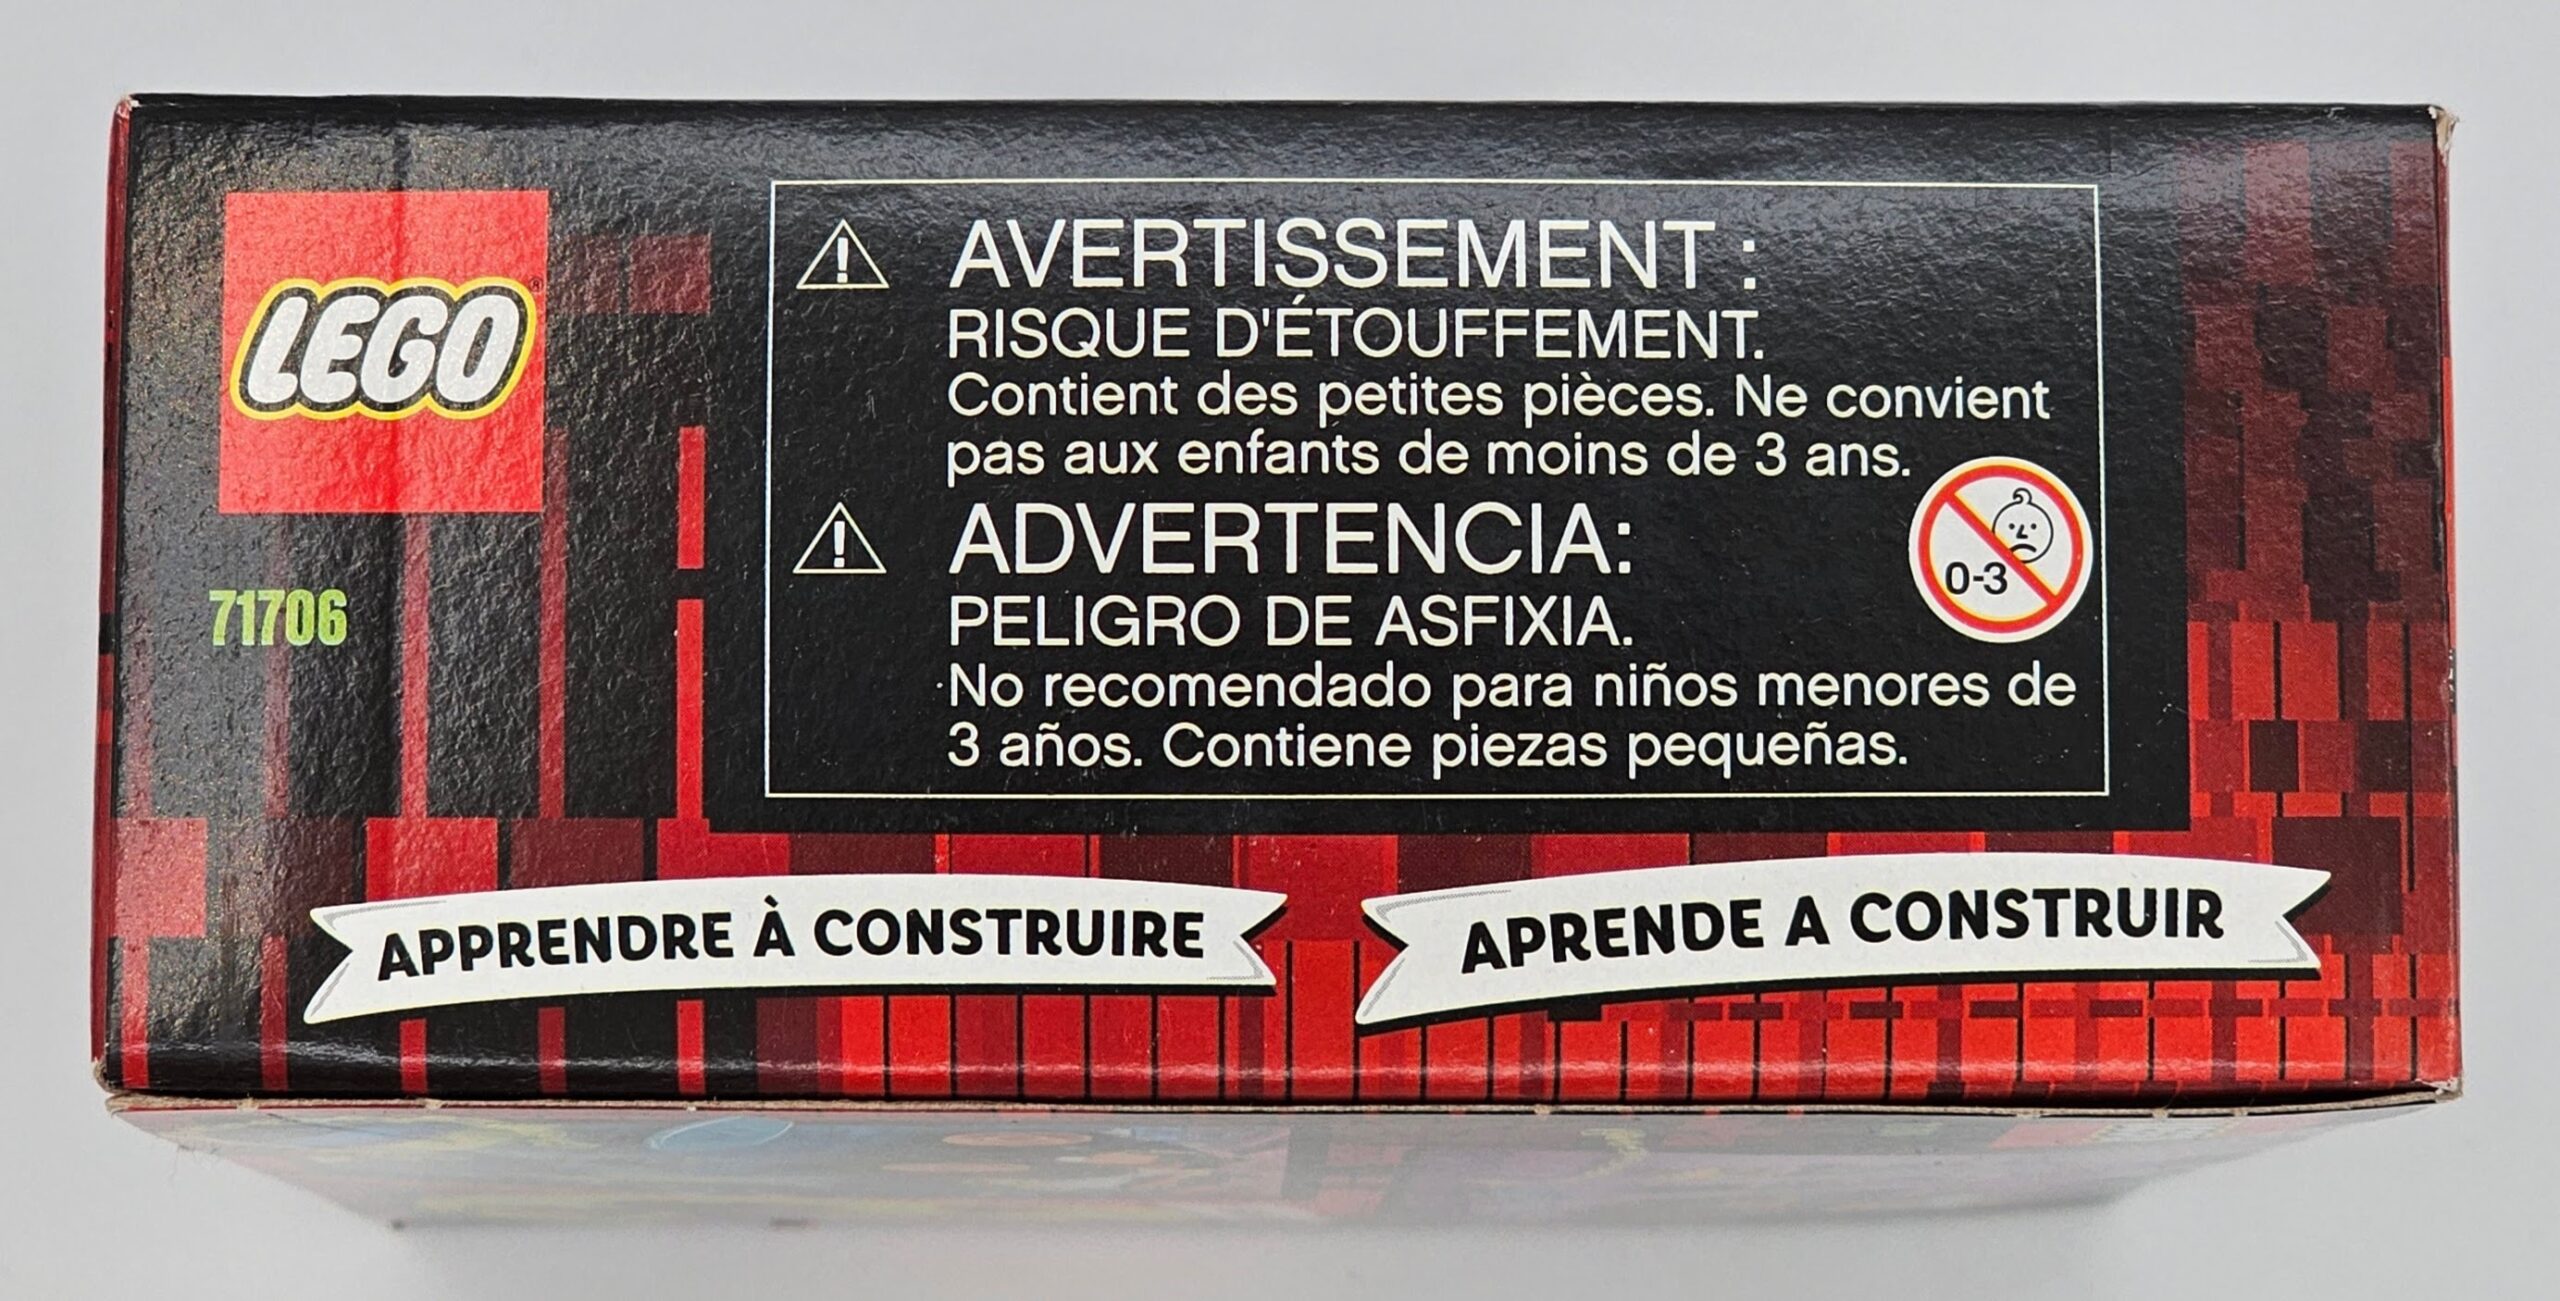 LEGO®
71706
AVERTISSEMENT :
RISQUE D'ÉTOUFFEMENT.
Contient des petites pièces. Ne convient
pas aux enfants de moins de 3 ans.
ADVERTENCIA:
PELIGRO DE ASFIXIA.
No recomendado para niños menores de
3 años. Contiene piezas pequeñas.
0-3
APPRENDRE À CONSTRUIRE
APRENDE A CONSTRUIR